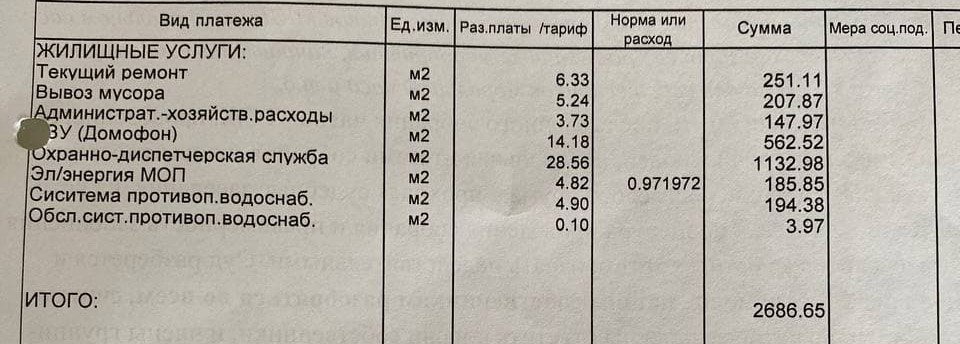 Вид платежа Ед.изм. Раз.платы /тариф Норма или расход Сумма Мера соц.под.
ЖИЛИЩНЫЕ УСЛУГИ:
Текущий ремонт м2 6.33 251.11
Вывоз мусора м2 5.24 207.87
Администрат.-хозяйств.расходы м2 3.73 147.97
ЗУ (Домофон) м2 14.18 562.52
Охранно-диспетчерская служба м2 28.56 1132.98
Эл/энергия МОП м2 4.82 0.971972 185.85
Сиситема противоп.водоснаб. м2 4.90 194.38
Обсл.сист.противоп.водоснаб. м2 0.10 3.97
ИТОГО: 2686.65